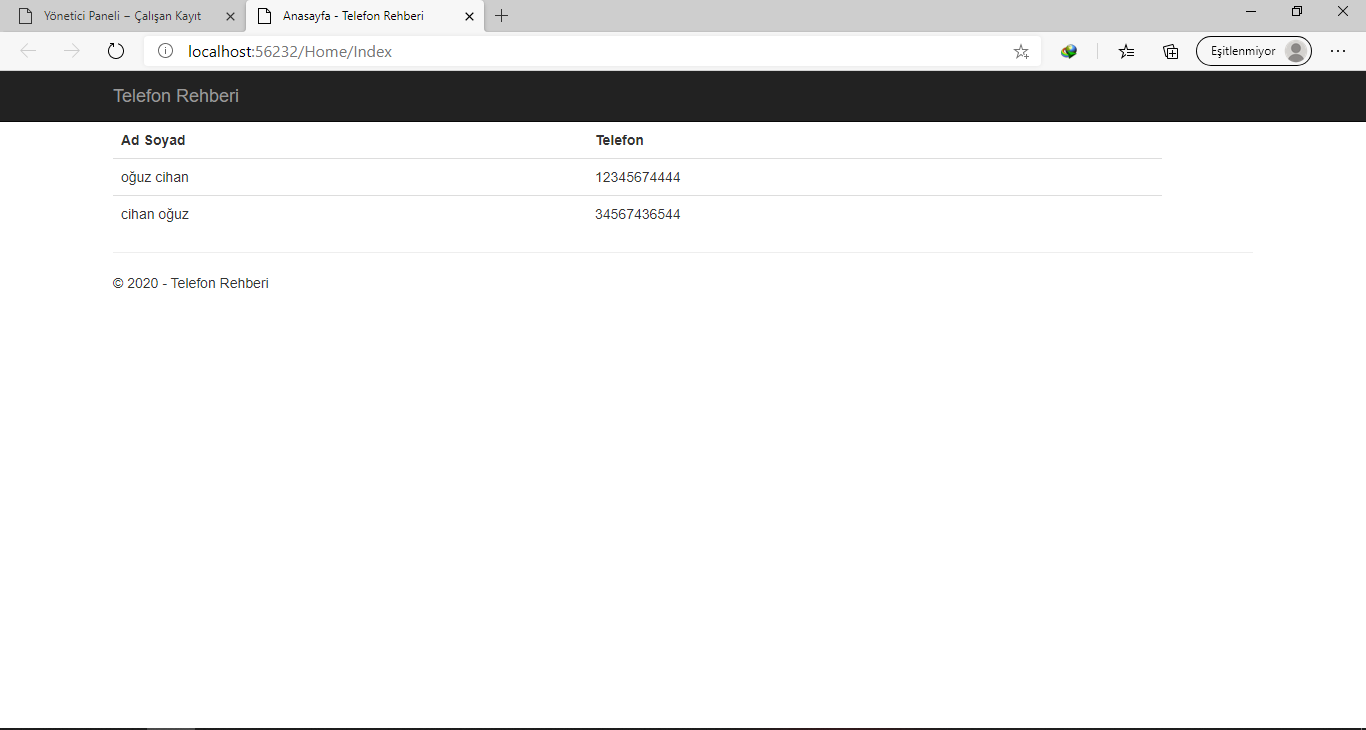 Yönetici Paneli – Çalışan Kayıt
Anasayfa - Telefon Rehberi
localhost:56232/Home/Index
Eşitlenmiyor
Telefon Rehberi
Ad Soyad Telefon
oğuz cihan 12345674444
cihan oğuz 34567436544
© 2020 - Telefon Rehberi